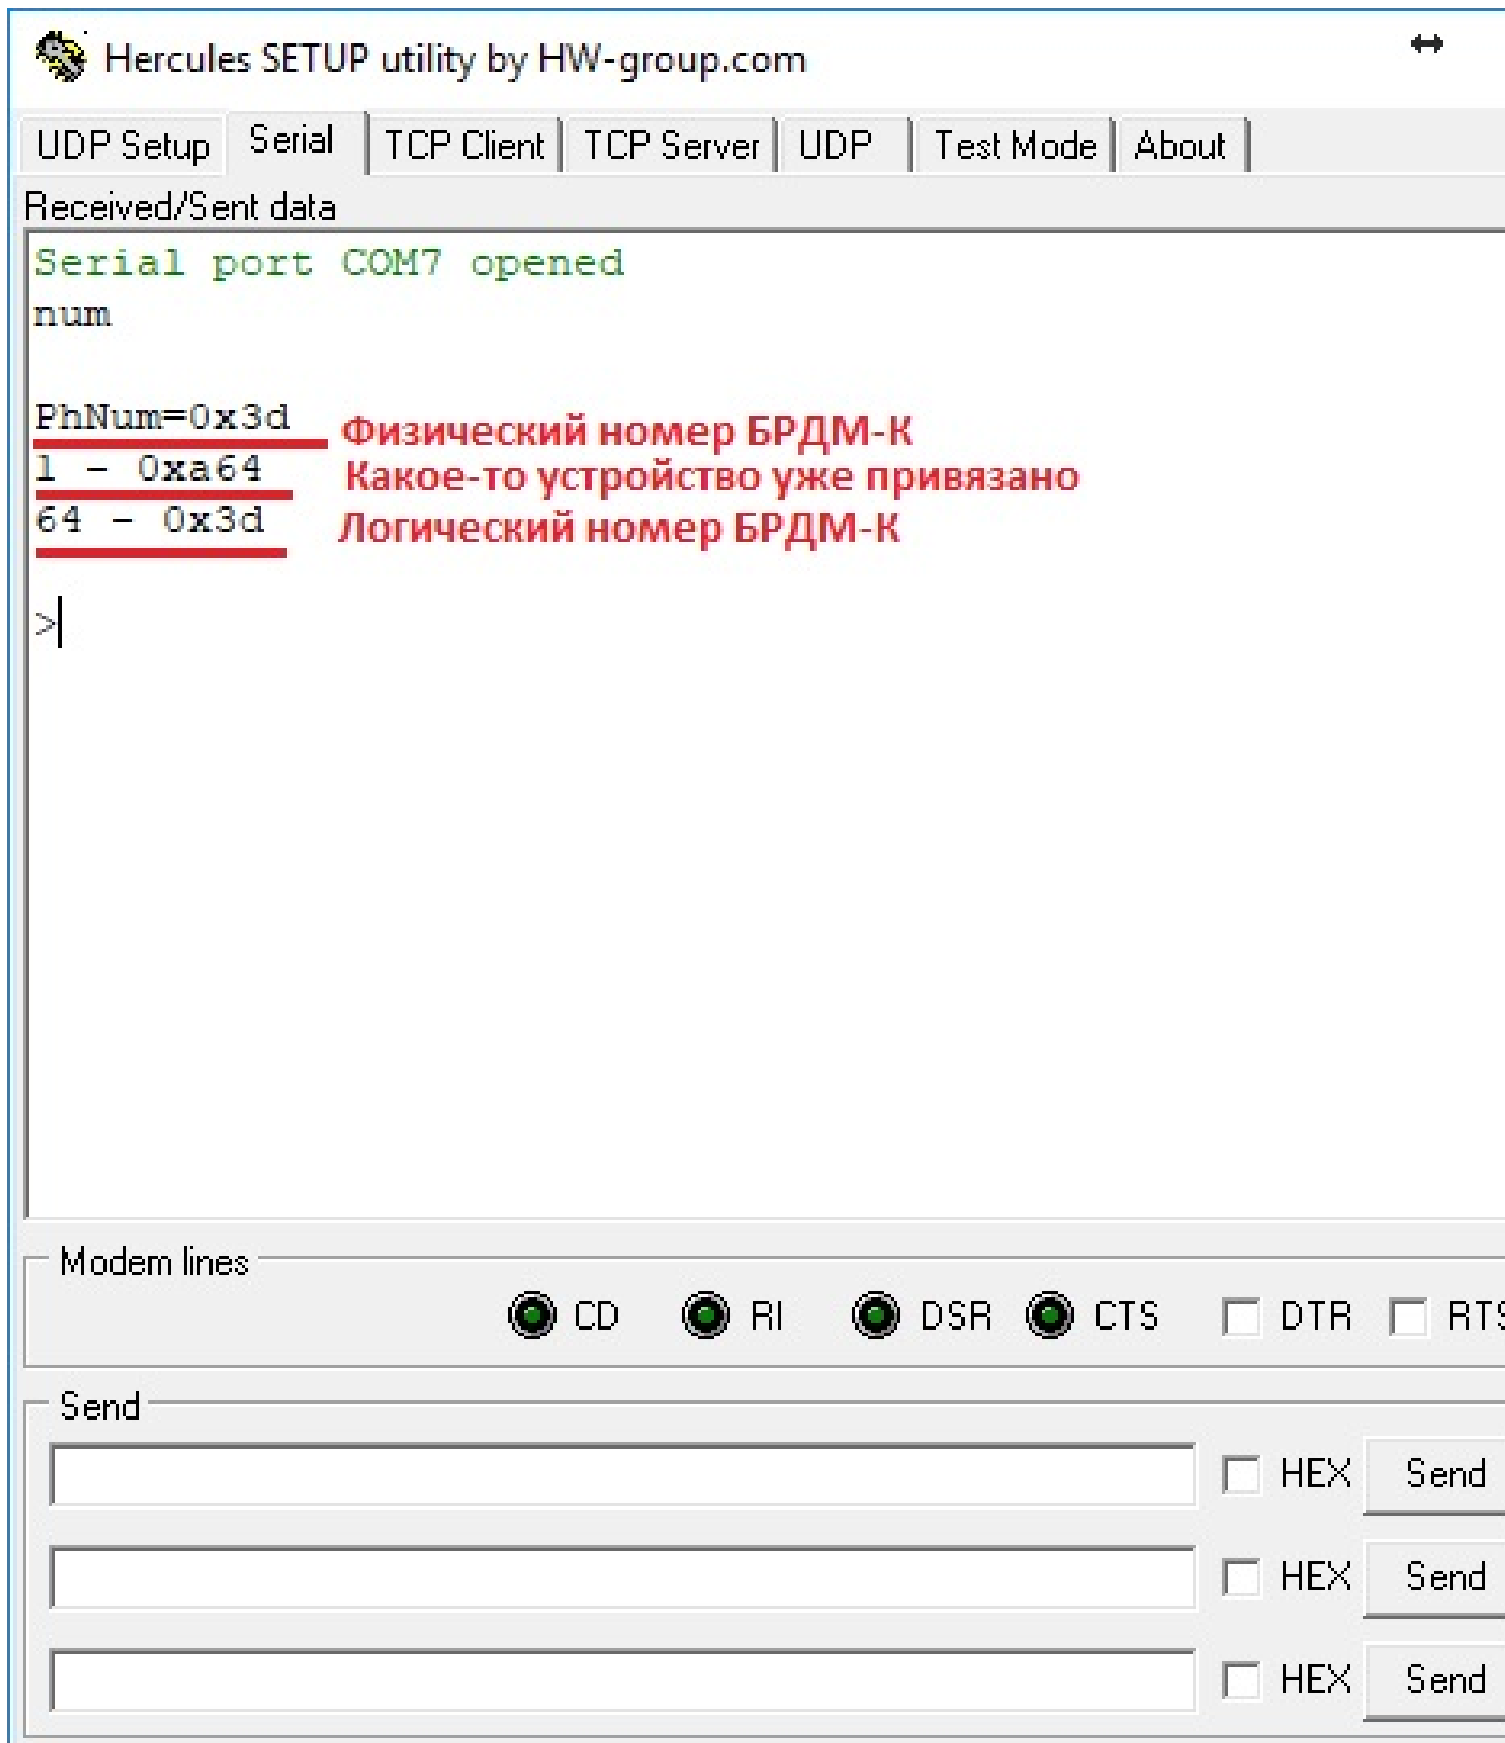 Hercules SETUP utility by HW-group.com
UDP Setup Serial TCP Client TCP Server UDP Test Mode About
Received/Sent data
Serial port COM7 opened
num
PhNum=0x3d Физический номер БРДМ-К
1 - 0xa64 Какое-то устройство уже привязано
64 - 0x3d Логический номер БРДМ-К
>
Modem lines
CD RI DSR CTS DTR RTS
Send
HEX Send
HEX Send
HEX Send